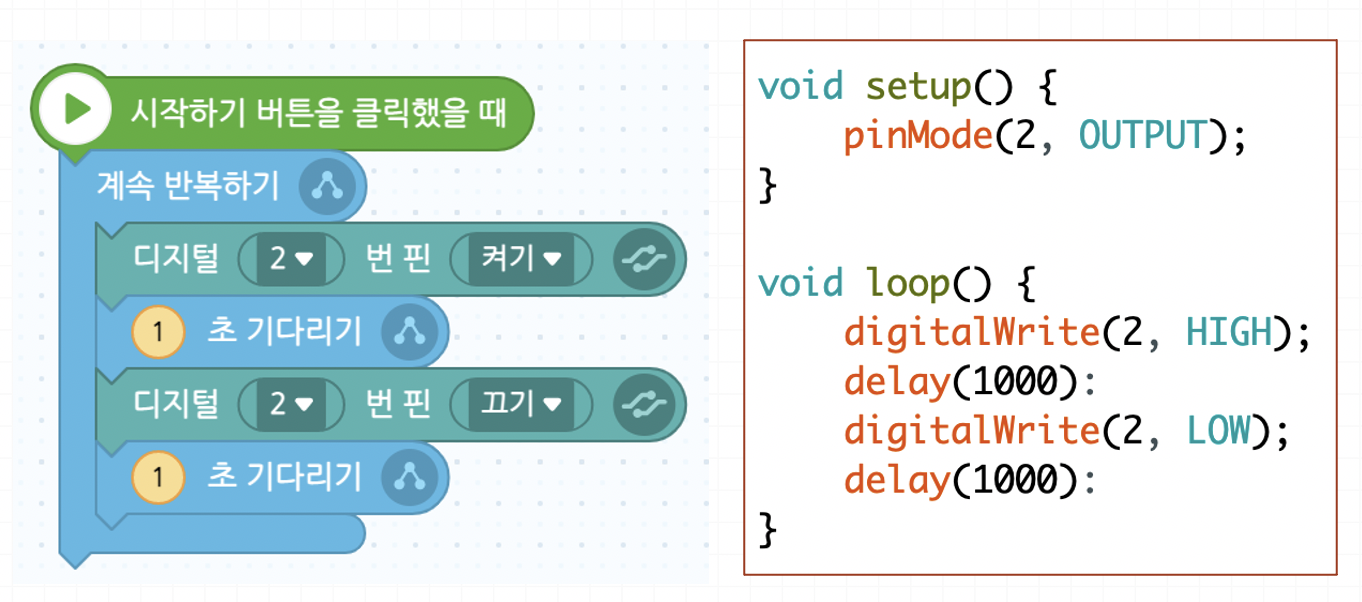 시작하기 버튼을 클릭했을 때
계속 반복하기
디지털 2 번 핀 켜기
1 초 기다리기
디지털 2 번 핀 끄기
1 초 기다리기
void setup() {
pinMode(2, OUTPUT);
}
void loop() {
digitalWrite(2, HIGH);
delay(1000):
digitalWrite(2, LOW);
delay(1000):
}